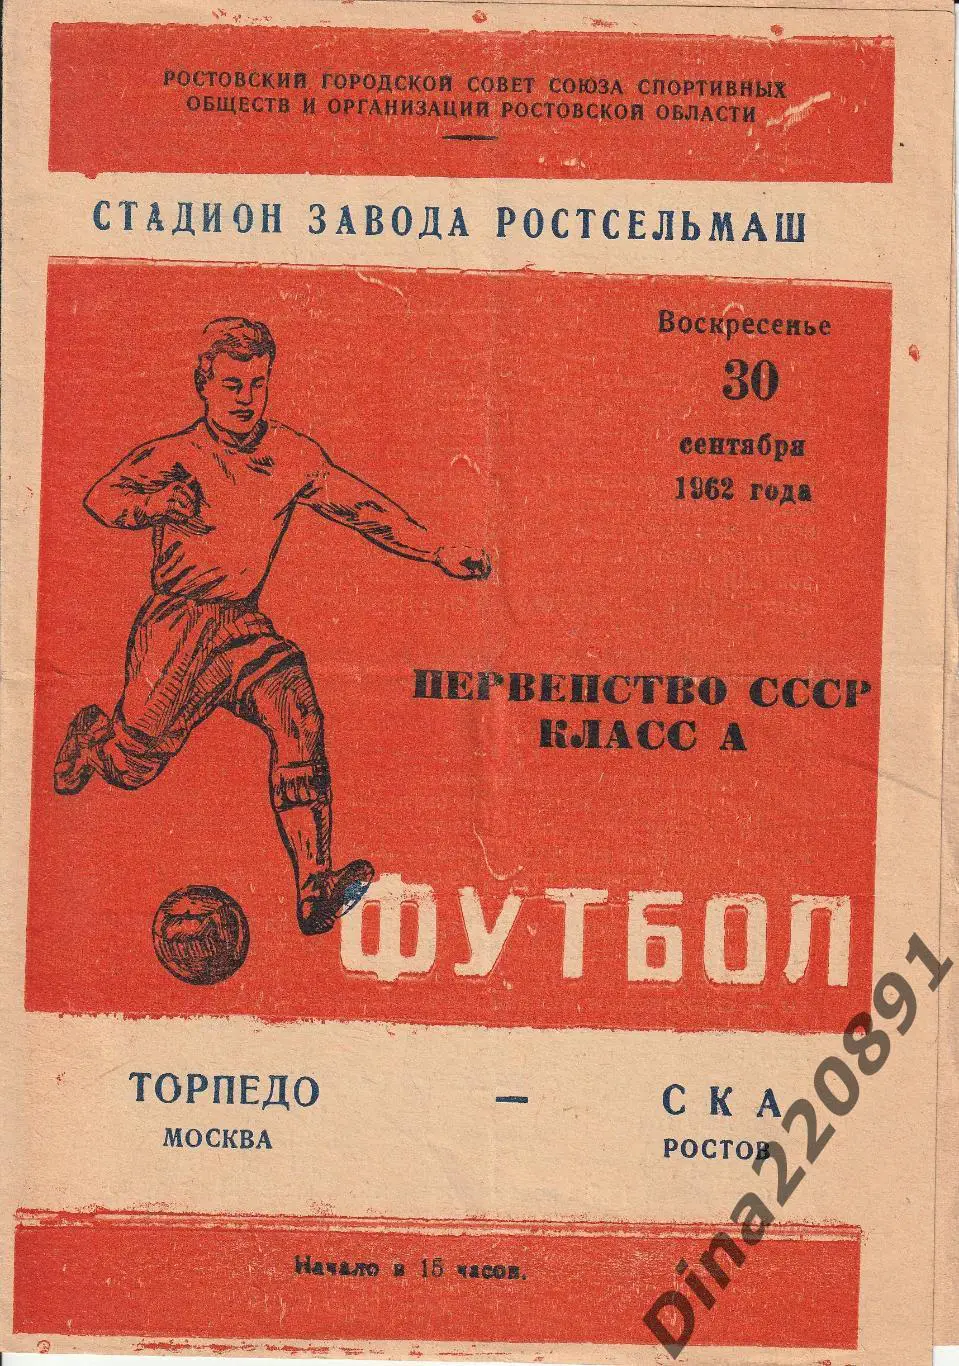 РОСТОВСКИЙ ГОРОДСКОЙ СОВЕТ СОЮЗА СПОРТИВНЫХ
ОБЩЕСТВ И ОРГАНИЗАЦИЙ РОСТОВСКОЙ ОБЛАСТИ
СТАДИОН ЗАВОДА РОСТСЕЛЬМАШ
Воскресенье
30
сентября
1962 года
ПЕРВЕНСТВО СССР
КЛАСС А
ФУТБОЛ
ТОРПЕДО — СКА
МОСКВА РОСТОВ
Начало в 15 часов.
Dina220891